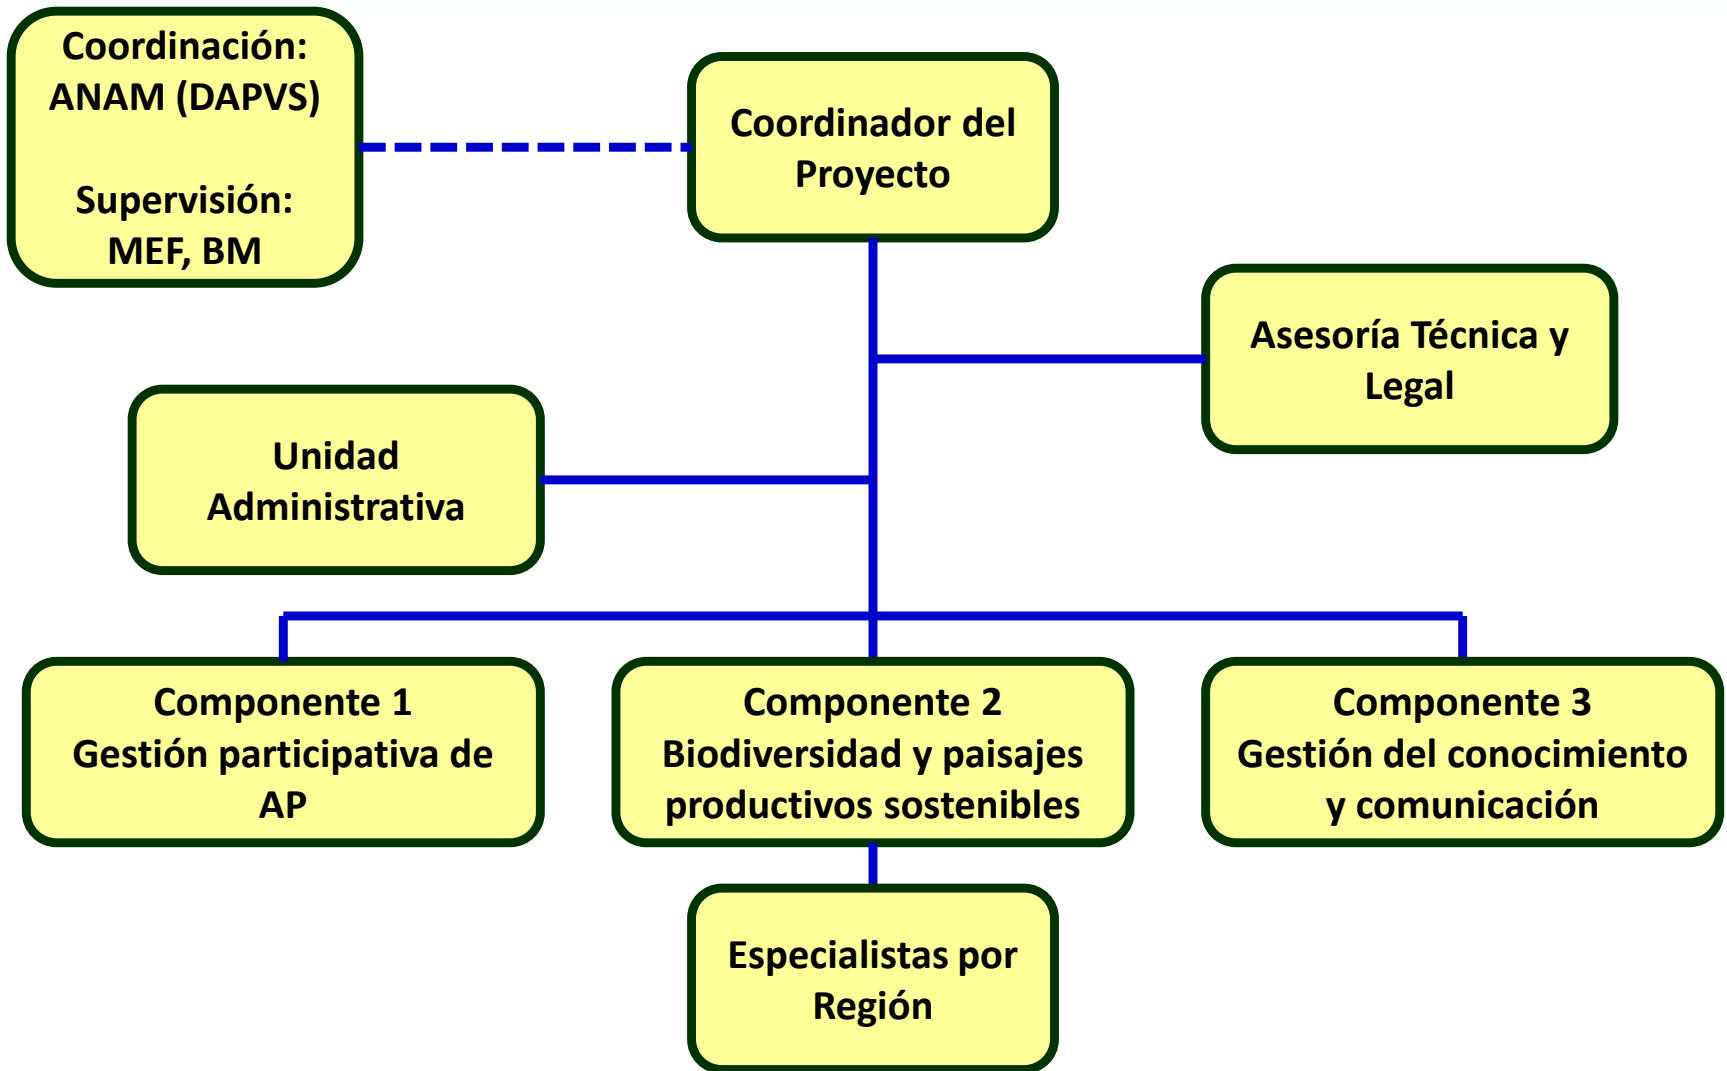 Coordinación:
ANAM (DAPVS)
Supervisión:
MEF, BM
Coordinador del
Proyecto
Asesoría Técnica y
Legal
Unidad
Administrativa
Componente 1
Gestión participativa de
AP
Componente 2
Biodiversidad y paisajes
productivos sostenibles
Componente 3
Gestión del conocimiento
y comunicación
Especialistas por
Región